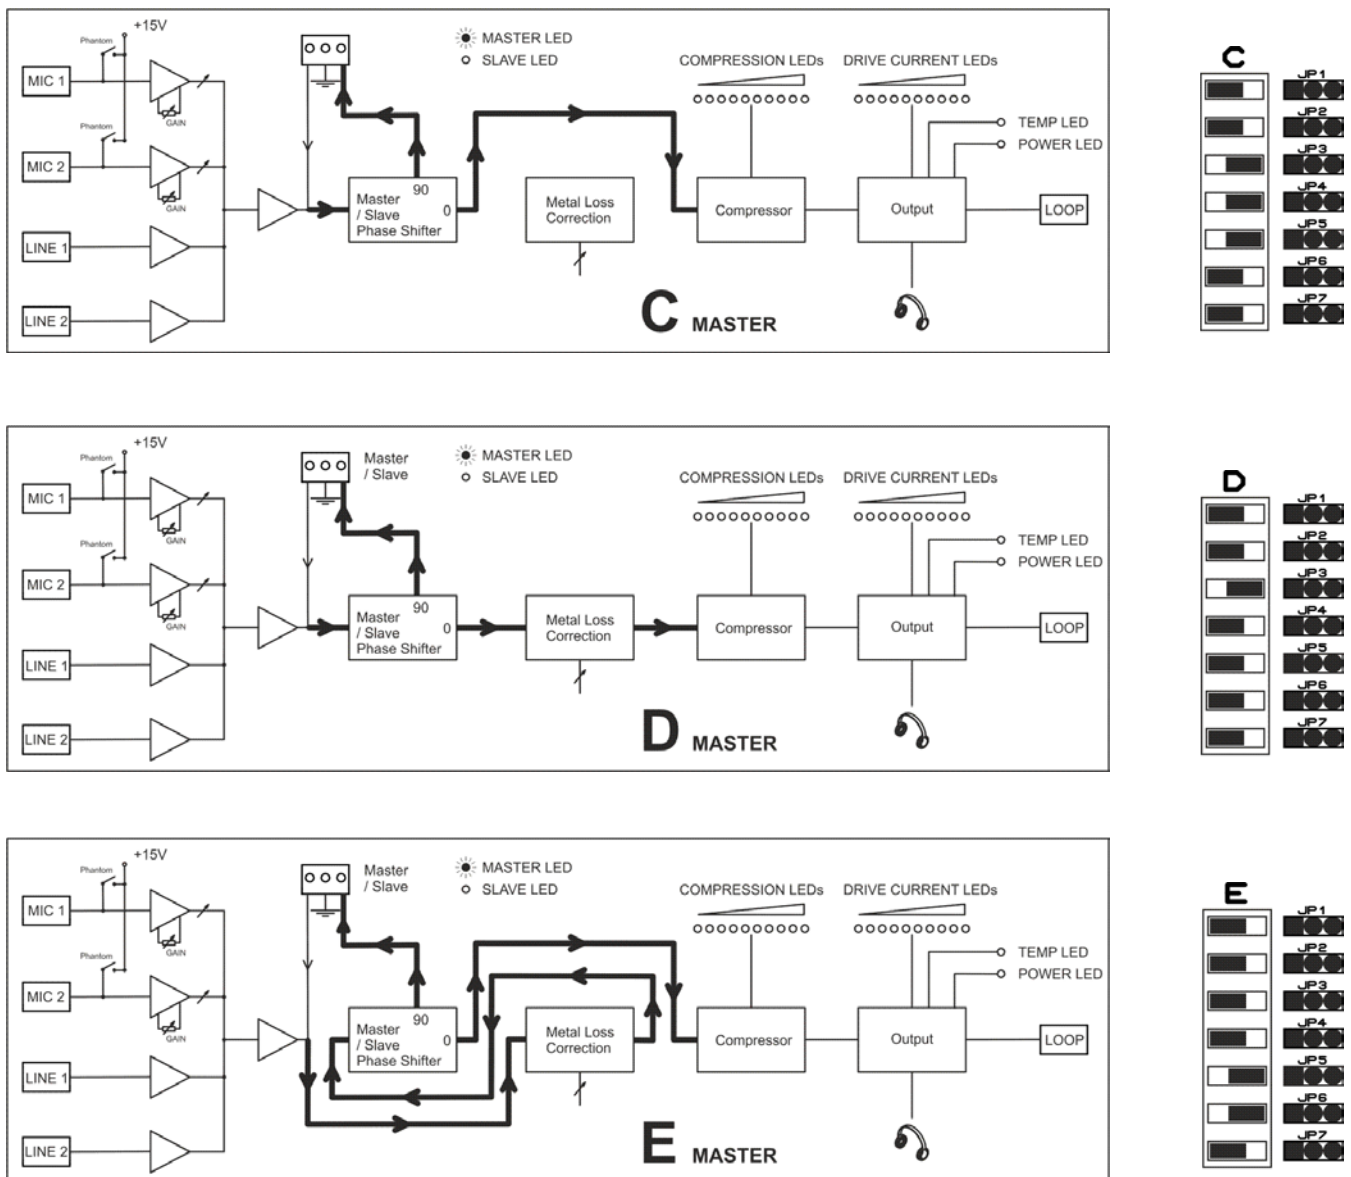 +15V
Phantom
MIC 1
GAIN
Phantom
MIC 2
GAIN
LINE 1
LINE 2
MASTER LED
SLAVE LED
90
0
Master
/ Slave
Phase Shifter
Metal Loss
Correction
COMPRESSION LEDs
Compressor
DRIVE CURRENT LEDs
TEMP LED
POWER LED
Output
LOOP
C MASTER
C
JP1
JP2
JP3
JP4
JP5
JP6
JP7
+15V
Phantom
MIC 1
GAIN
Phantom
MIC 2
GAIN
LINE 1
LINE 2
Master
/ Slave
MASTER LED
SLAVE LED
90
0
Master
/ Slave
Phase Shifter
Metal Loss
Correction
COMPRESSION LEDs
Compressor
DRIVE CURRENT LEDs
TEMP LED
POWER LED
Output
LOOP
D MASTER
D
JP1
JP2
JP3
JP4
JP5
JP6
JP7
+15V
Phantom
MIC 1
GAIN
Phantom
MIC 2
GAIN
LINE 1
LINE 2
Master
/ Slave
MASTER LED
SLAVE LED
90
0
Master
/ Slave
Phase Shifter
Metal Loss
Correction
COMPRESSION LEDs
Compressor
DRIVE CURRENT LEDs
TEMP LED
POWER LED
Output
LOOP
E MASTER
E
JP1
JP2
JP3
JP4
JP5
JP6
JP7